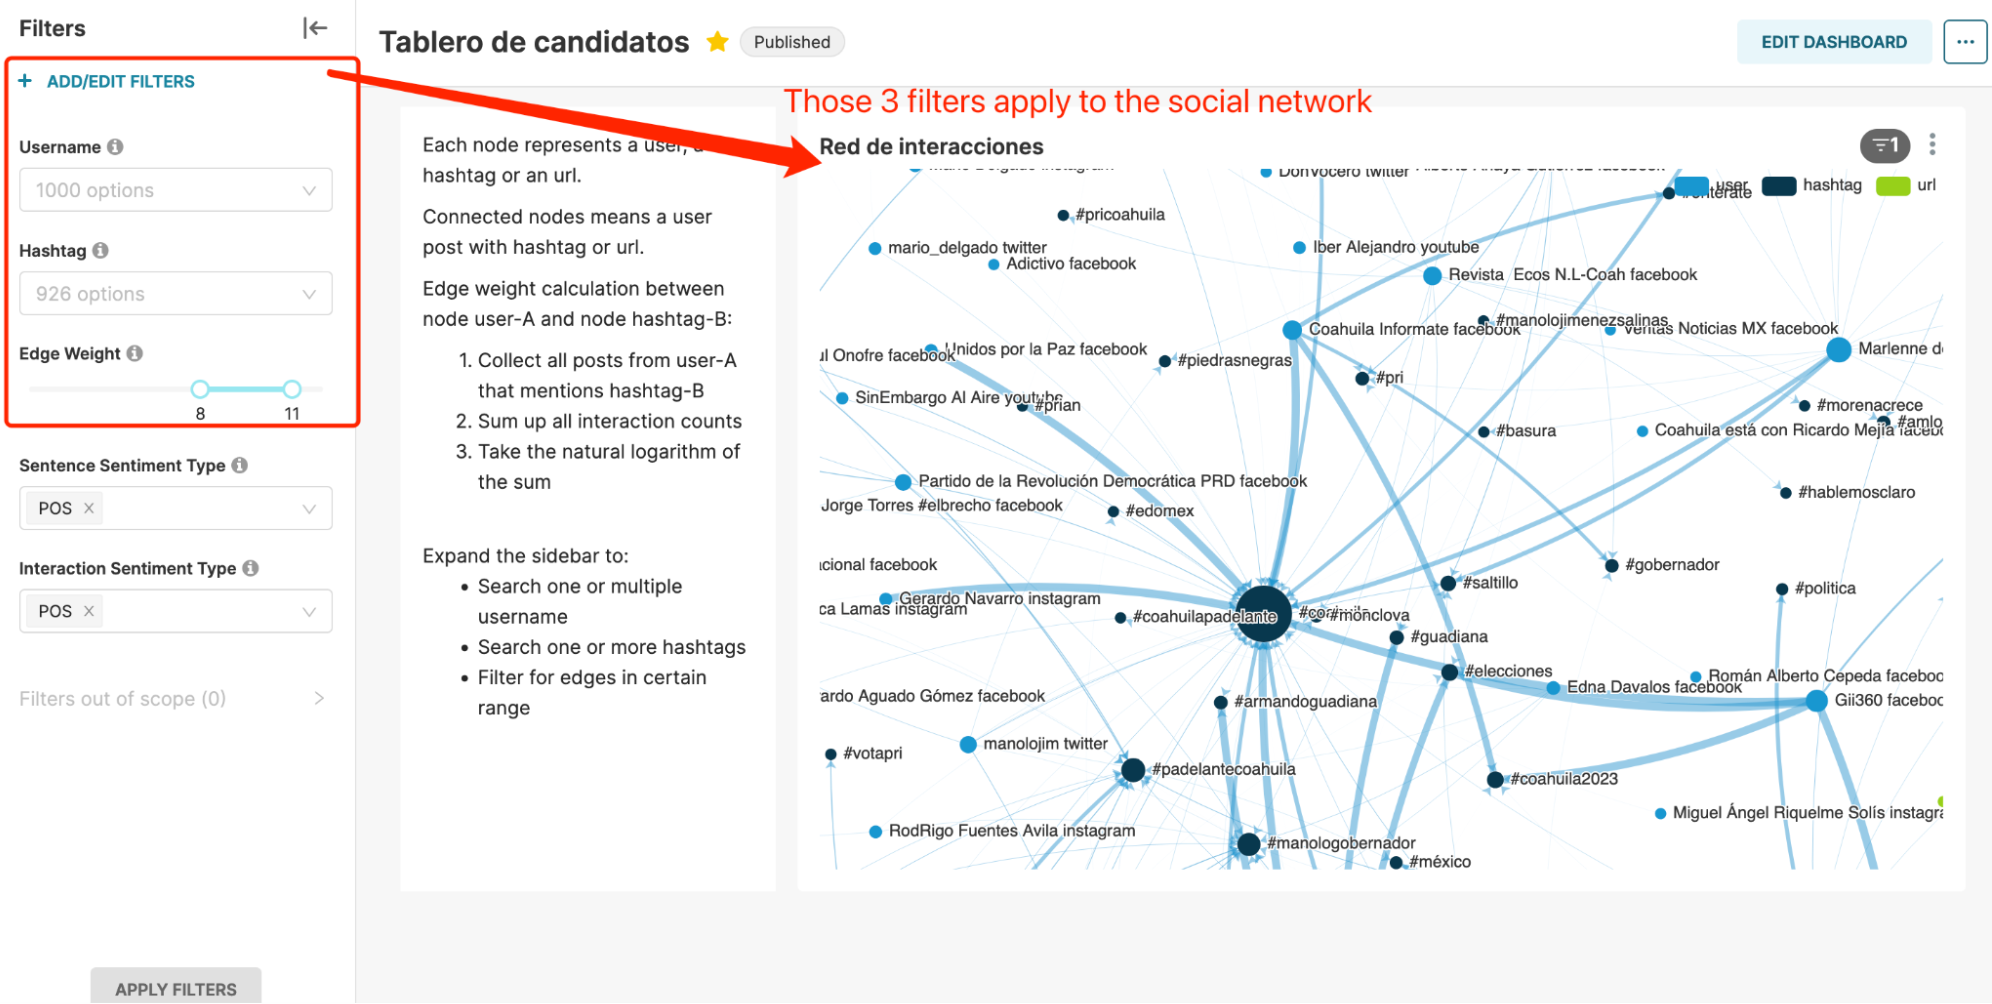 Filters
Tablero de candidatos
Published
EDIT DASHBOARD
...
+ ADD/EDIT FILTERS
Username
1000 options
Hashtag
926 options
Edge Weight
8
11
Sentence Sentiment Type
POS ×
Interaction Sentiment Type
POS ×
Filters out of scope (0)
APPLY FILTERS
Each node represents a user, a
hashtag or an url.
Connected nodes means a user
post with hashtag or url.
Edge weight calculation between
node user-A and node hashtag-B:
1. Collect all posts from user-A
that mentions hashtag-B
2. Sum up all interaction counts
3. Take the natural logarithm of
the sum
Expand the sidebar to:
• Search one or multiple
username
• Search one or more hashtags
• Filter for edges in certain
range
Those 3 filters apply to the social network
Red de interacciones
1
DonVocero twitter
user
hashtag
url
#enterate
#pricoahuila
mario_delgado twitter
Iber Alejandro youtube
Adictivo facebook
Revista Ecos N.L-Coah facebook
#manolojimenezsalinas
Coahuila Informate facebook
Ventas Noticias MX facebook
Unidos por la Paz facebook
ul Onofre facebook
Marlenne d
#piedrasnegras
#pri
SinEmbargo Al Aire youtube
#prian
#morenacrece
#amlo
#basura
Coahuila está con Ricardo Mejía facebo
Partido de la Revolución Democrática PRD facebook
#hablemosclaro
Jorge Torres #elbrecho facebook
#edomex
acional facebook
#gobernador
#saltillo
#politica
Gerardo Navarro instagram
ca Lamas instagram
#coahuilapadelante
#monclova
#guadiana
#elecciones
Román Alberto Cepeda faceboo
Edna Davalos facebook
ardo Aguado Gómez facebook
#armandoguadiana
Gii360 facebook
manolojim twitter
#votapri
#padelantecoahuila
#coahuila2023
Miguel Ángel Riquelme Solís instagra
RodRigo Fuentes Avila instagram
#manologobernador
#méxico